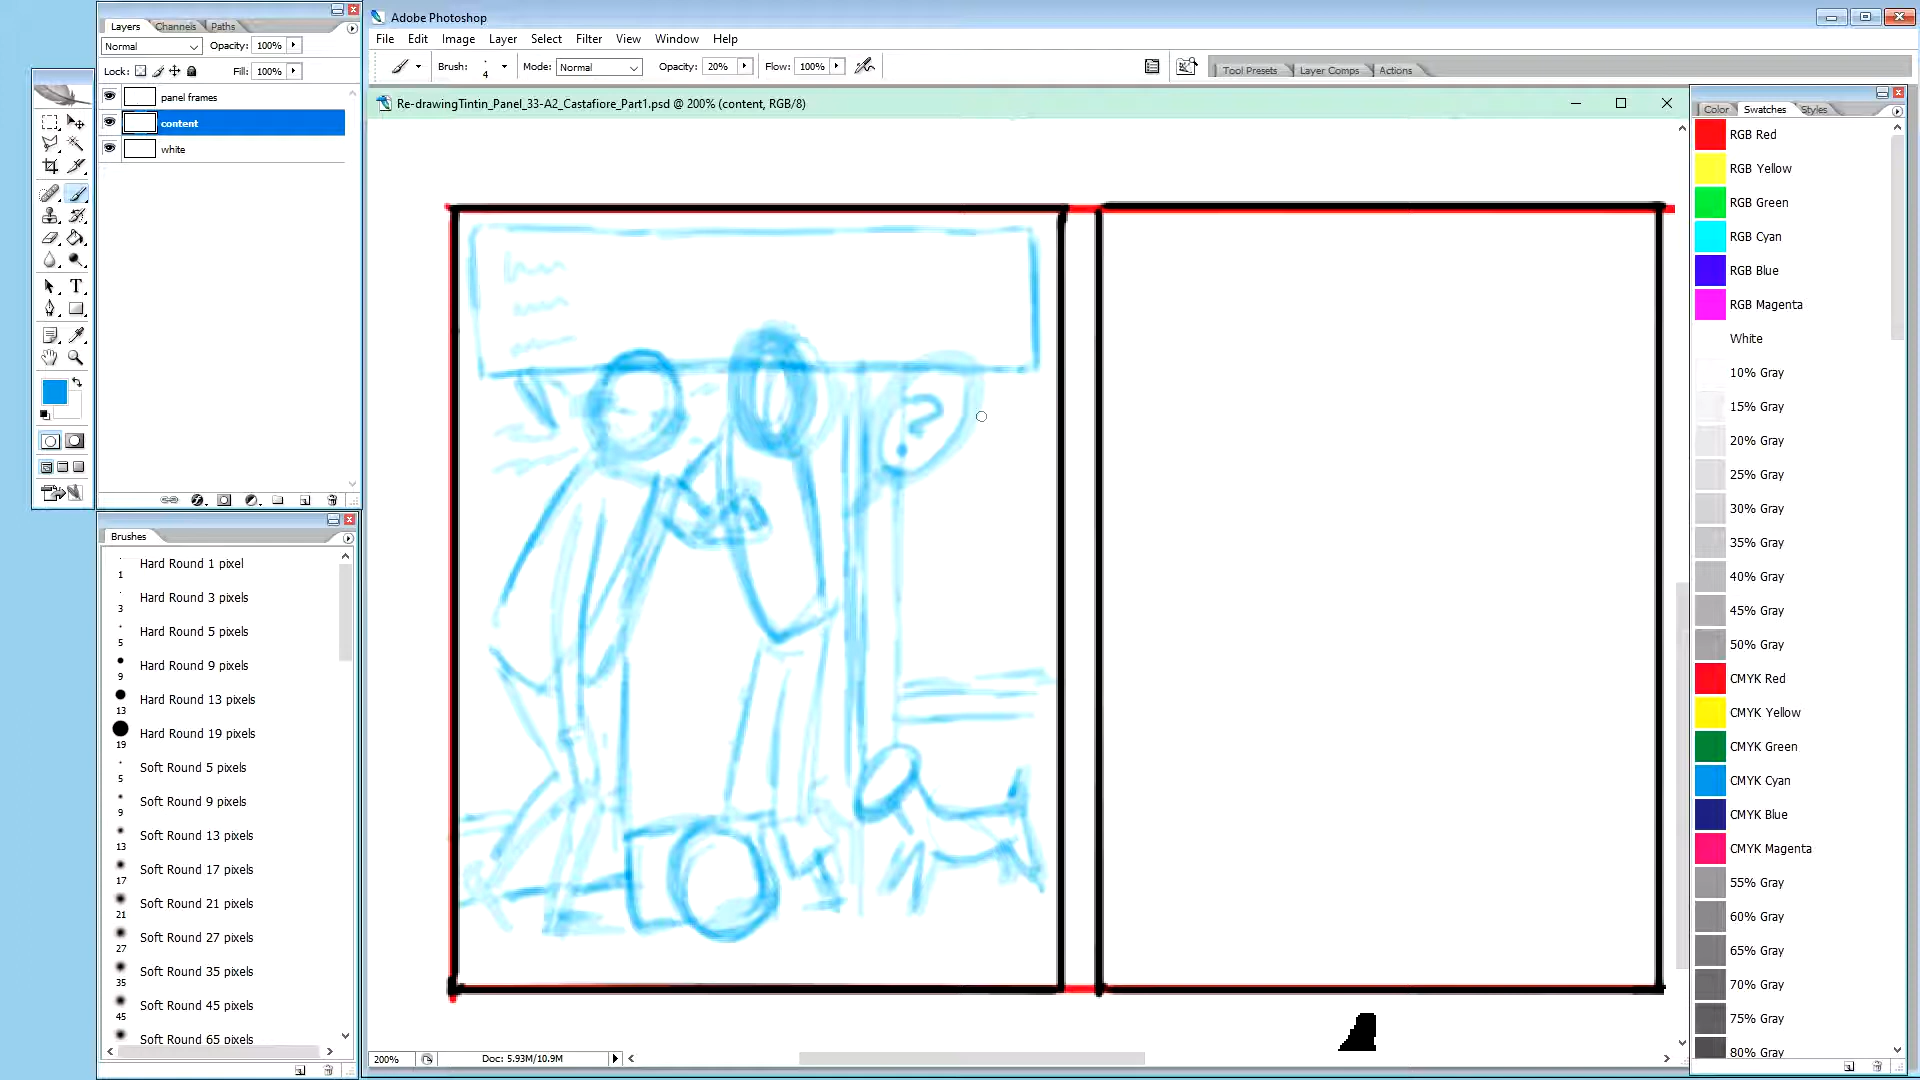 Layers Channels Paths
Normal Opacity: 100%
Lock: Fill: 100%
panel frames
content
white
Adobe Photoshop
File Edit Image Layer Select Filter View Window Help
Brush: 4 Mode: Normal Opacity: 20% Flow: 100% Tool Presets Layer Comps Actions
Re-drawingTintin_Panel_33-A2_Castafiore_Part1.psd @ 200% (content, RGB/8)
?
200% Doc: 5.93M/10.9M
Brushes
1 Hard Round 1 pixel
3 Hard Round 3 pixels
5 Hard Round 5 pixels
9 Hard Round 9 pixels
13 Hard Round 13 pixels
19 Hard Round 19 pixels
5 Soft Round 5 pixels
9 Soft Round 9 pixels
13 Soft Round 13 pixels
17 Soft Round 17 pixels
21 Soft Round 21 pixels
27 Soft Round 27 pixels
35 Soft Round 35 pixels
45 Soft Round 45 pixels
Soft Round 65 pixels
Color Swatches Styles
RGB Red
RGB Yellow
RGB Green
RGB Cyan
RGB Blue
RGB Magenta
White
10% Gray
15% Gray
20% Gray
25% Gray
30% Gray
35% Gray
40% Gray
45% Gray
50% Gray
CMYK Red
CMYK Yellow
CMYK Green
CMYK Cyan
CMYK Blue
CMYK Magenta
55% Gray
60% Gray
65% Gray
70% Gray
75% Gray
80% Gray